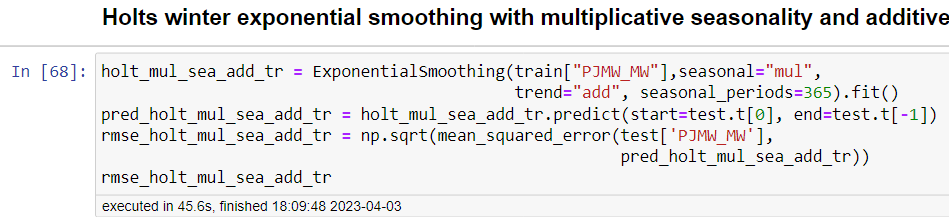 Holts winter exponential smoothing with multiplicative seasonality and additive
In [68]: holt_mul_sea_add_tr = ExponentialSmoothing(train["PJMW_MW"],seasonal="mul",
trend="add", seasonal_periods=365).fit()
pred_holt_mul_sea_add_tr = holt_mul_sea_add_tr.predict(start=test.t[0], end=test.t[-1])
rmse_holt_mul_sea_add_tr = np.sqrt(mean_squared_error(test['PJMW_MW'],
pred_holt_mul_sea_add_tr))
rmse_holt_mul_sea_add_tr
executed in 45.6s, finished 18:09:48 2023-04-03